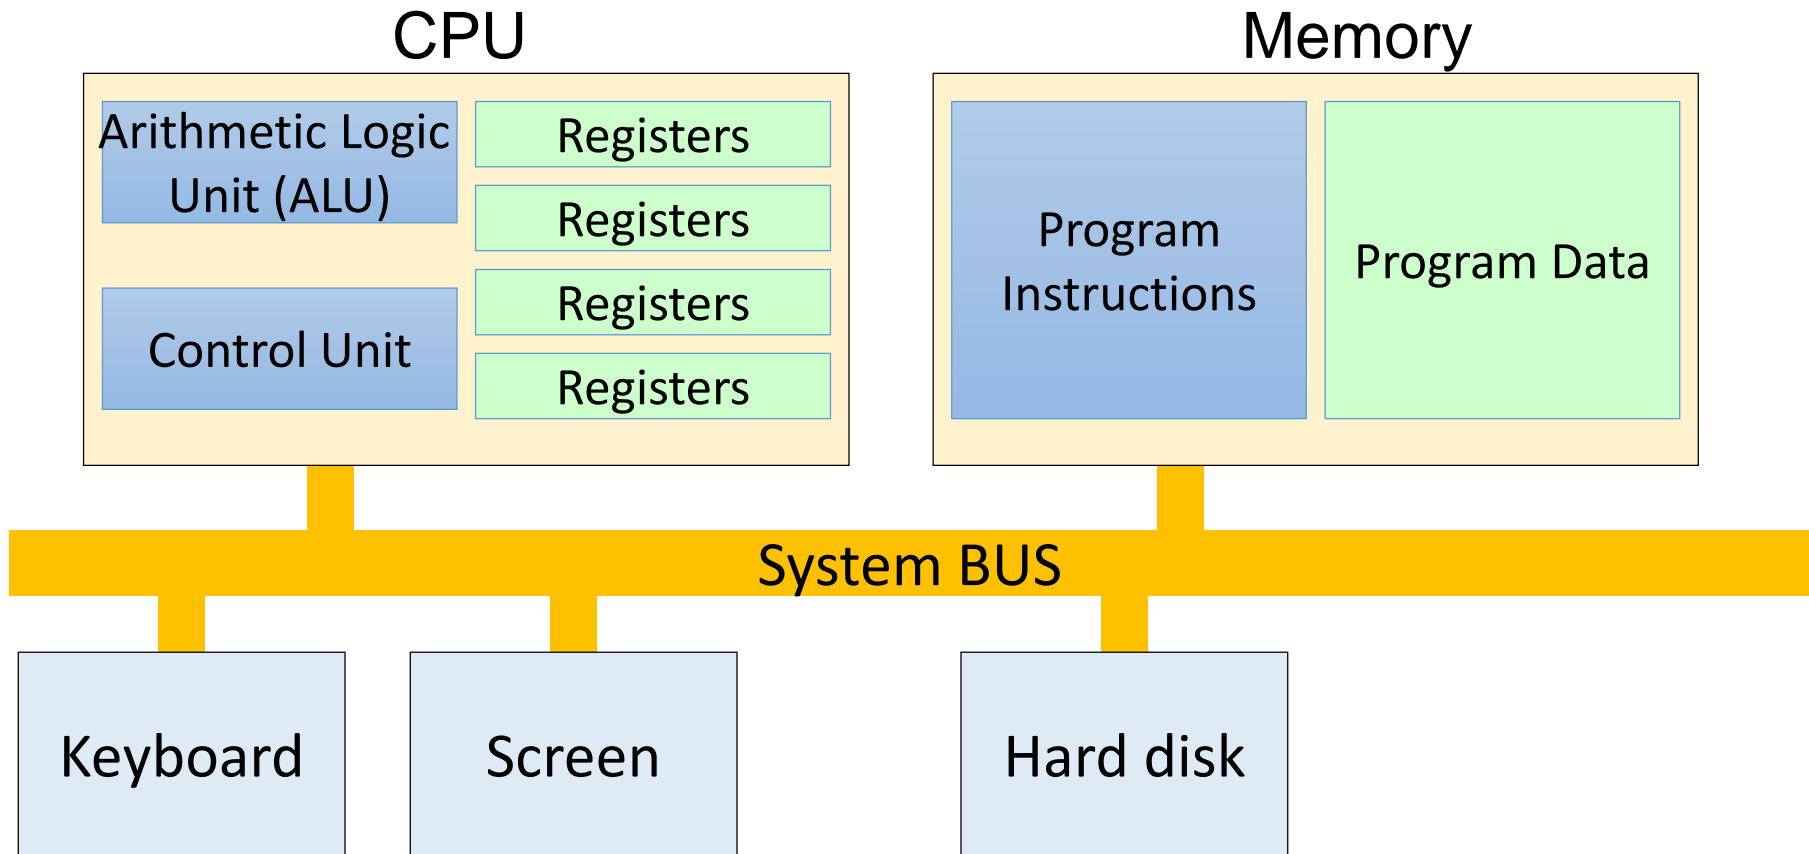 CPU
Memory
Arithmetic Logic
Unit (ALU)
Control Unit
Registers
Registers
Registers
Registers
Program
Instructions
Program Data
System BUS
Keyboard
Screen
Hard disk